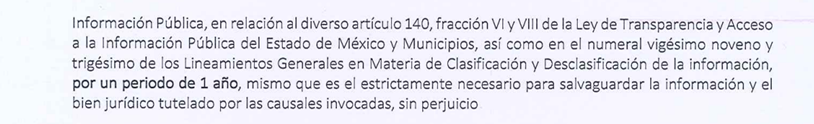 Información Pública, en relación al diverso artículo 140, fracción VI y VIII de la Ley de Transparencia y Acceso
a la Información Pública del Estado de México y Municipios, así como en el numeral vigésimo noveno y
trigésimo de los Lineamientos Generales en Materia de Clasificación y Desclasificación de la información,
por un periodo de 1 año, mismo que es el estrictamente necesario para salvaguardar la información y el
bien jurídico tutelado por las causales invocadas, sin perjuicio